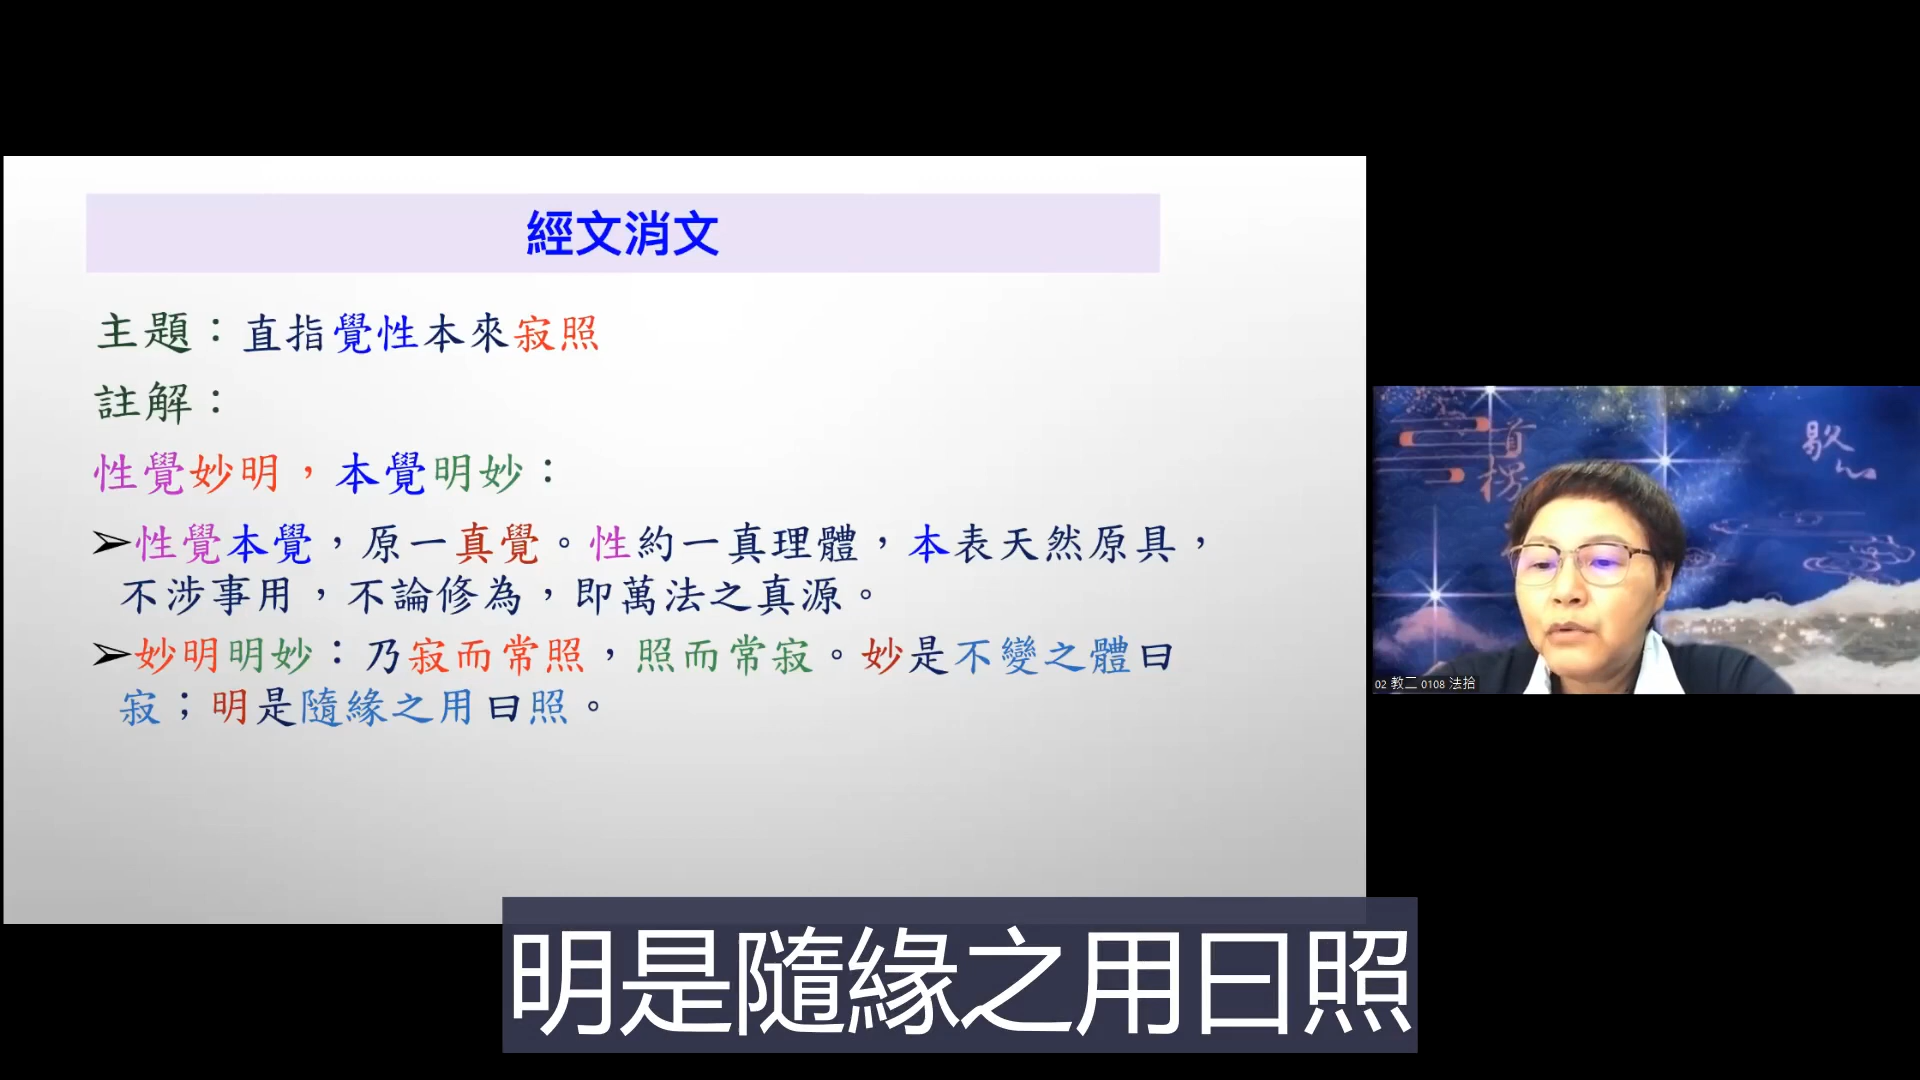 經文消文
主題：直指覺性本來寂照
註解：
性覺妙明，本覺明妙：
➢性覺本覺，原一真覺。性約一真理體，本表天然原具，
不涉事用，不論修為，即萬法之真源。
➢妙明明妙：乃寂而常照，照而常寂。妙是不變之體曰
寂；明是隨緣之用曰照。
首楞
歇心
02 教二 0108 法拾
明是隨緣之用曰照